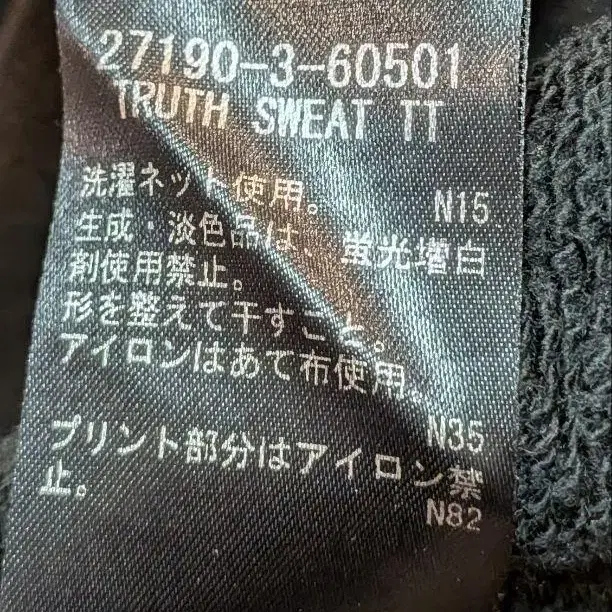 27190-3-60501
TRUTH SWEAT TT
洗濯ネット使用。
N15
生成・淡色品は、蛍光増白
剤使用禁止。
形を整えて干すこと。
アイロンはあて布使用。
N35
プリント部分はアイロン禁
止。
N82